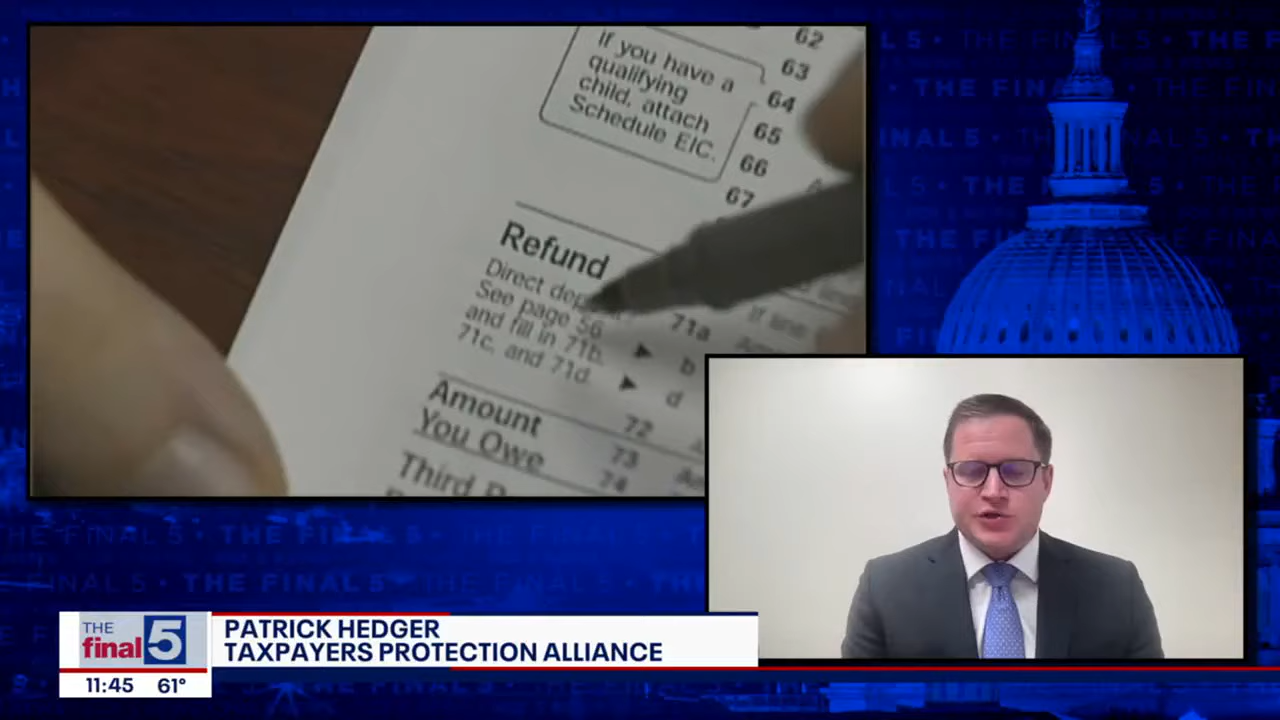 62
63
64
65
66
67
If you have a
qualifying
child, attach
Schedule EIC.
Refund
Direct
See page 56
and fill in 71b,
71c, and 71d.
71a
If line
b
d
Amount
You Owe
72
73
74
Third
THE FINAL 5 • THE FINAL 5
THE
final 5
PATRICK HEDGER
TAXPAYERS PROTECTION ALLIANCE
11:45 61°